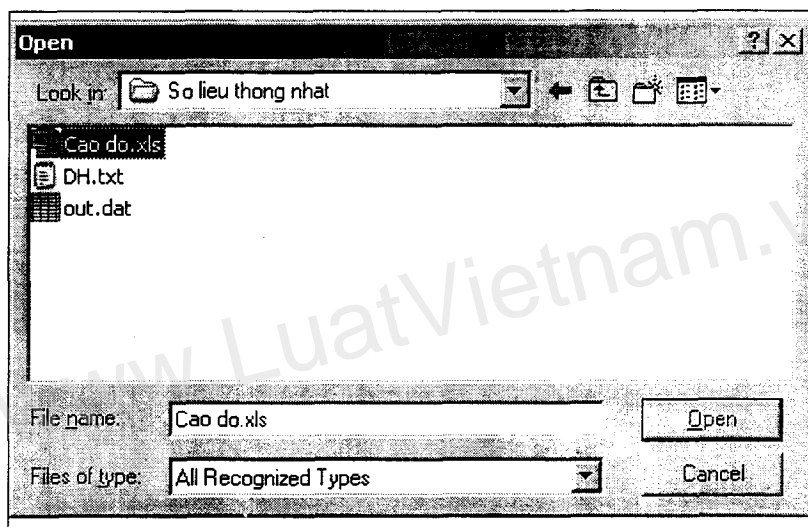 Open
Look in: So lieu thong nhat
Cao do.xls
DH.txt
out.dat
www.LuatVietnam.v
File name: Cao do.xls Open
Files of type: All Recognized Types Cancel